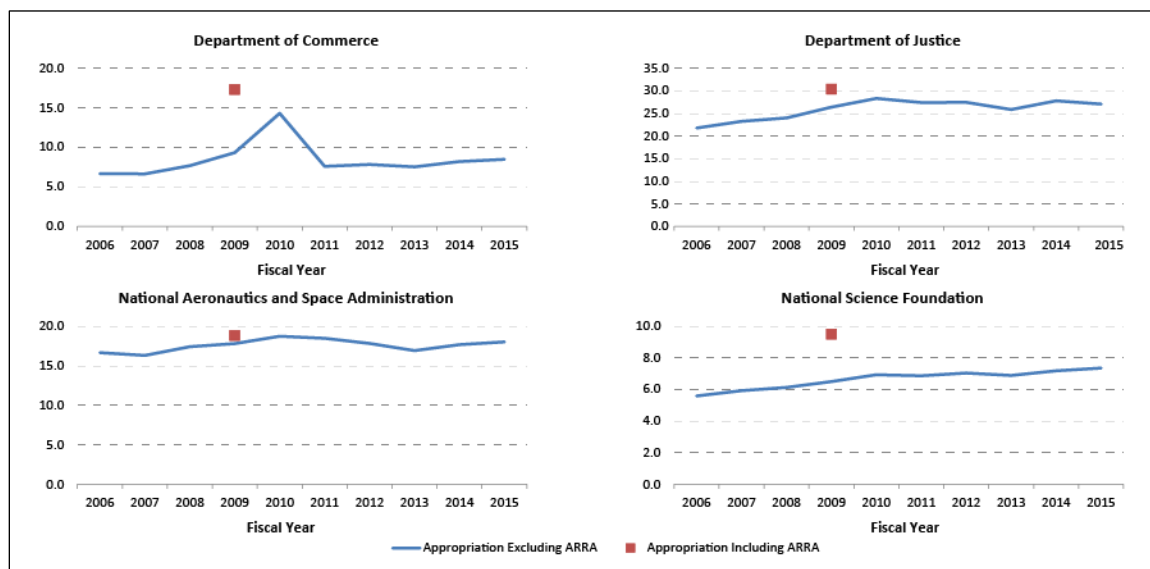 Department of Commerce
20.0
15.0
10.0
5.0
0.0
2006 2007 2008 2009 2010 2011 2012 2013 2014 2015
Fiscal Year
Department of Justice
35.0
30.0
25.0
20.0
15.0
10.0
5.0
0.0
2006 2007 2008 2009 2010 2011 2012 2013 2014 2015
Fiscal Year
National Aeronautics and Space Administration
20.0
15.0
10.0
5.0
0.0
2006 2007 2008 2009 2010 2011 2012 2013 2014 2015
Fiscal Year
National Science Foundation
10.0
8.0
6.0
4.0
2.0
0.0
2006 2007 2008 2009 2010 2011 2012 2013 2014 2015
Fiscal Year
Appropriation Excluding ARRA Appropriation Including ARRA